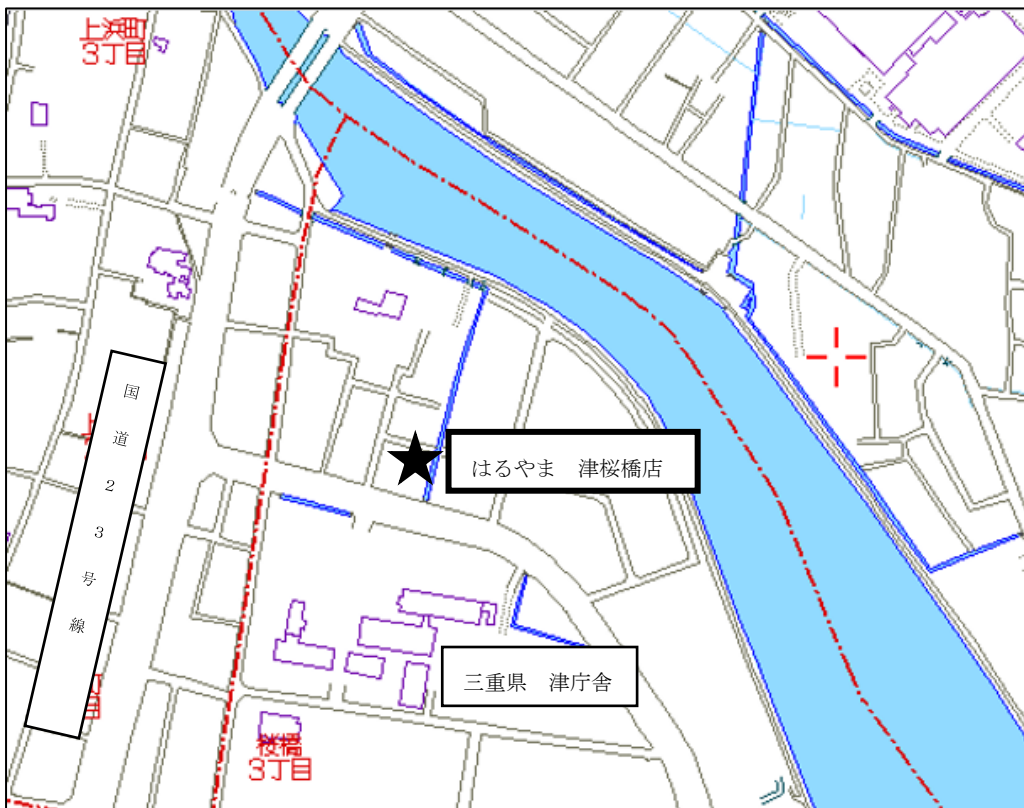 上浜町
3丁目
国道23号線
はるやま 津桜橋店
三重県 津庁舎
桜橋
3丁目